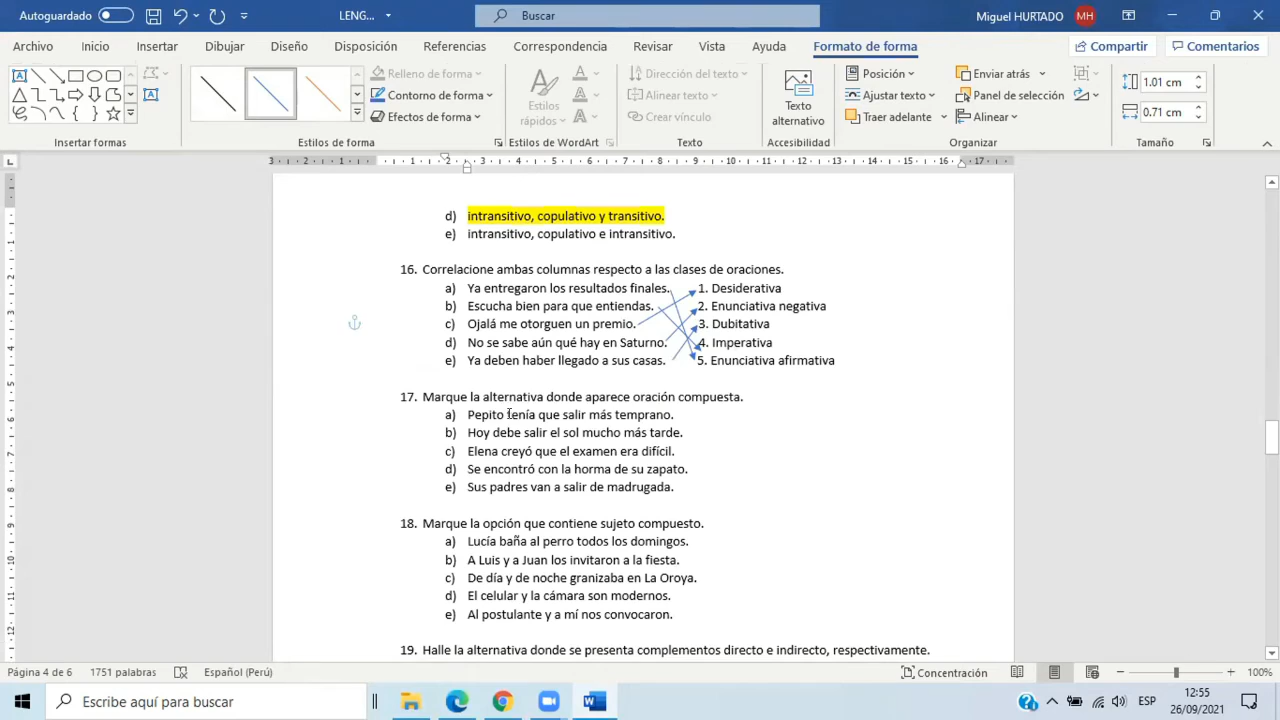 Autoguardado
LENG...
Buscar
Miguel HURTADO
MH
Archivo Inicio Insertar Dibujar Diseño Disposición Referencias Correspondencia Revisar Vista Ayuda Formato de forma
Compartir
Comentarios
Relleno de forma
Contorno de forma
Efectos de forma
Estilos rápidos
Dirección del texto
Alinear texto
Crear vínculo
Texto alternativo
Posición
Ajustar texto
Traer adelante
Enviar atrás
Panel de selección
Alinear
1.01 cm
0.71 cm
Insertar formas
Estilos de forma
Estilos de WordArt
Texto
Accesibilidad
Organizar
Tamaño
d) intransitivo, copulativo y transitivo.
e) intransitivo, copulativo e intransitivo.
16. Correlacione ambas columnas respecto a las clases de oraciones.
a) Ya entregaron los resultados finales. 1. Desiderativa
b) Escucha bien para que entiendas. 2. Enunciativa negativa
c) Ojalá me otorguen un premio. 3. Dubitativa
d) No se sabe aún qué hay en Saturno. 4. Imperativa
e) Ya deben haber llegado a sus casas. 5. Enunciativa afirmativa
17. Marque la alternativa donde aparece oración compuesta.
a) Pepito tenía que salir más temprano.
b) Hoy debe salir el sol mucho más tarde.
c) Elena creyó que el examen era difícil.
d) Se encontró con la horma de su zapato.
e) Sus padres van a salir de madrugada.
18. Marque la opción que contiene sujeto compuesto.
a) Lucía baña al perro todos los domingos.
b) A Luis y a Juan los invitaron a la fiesta.
c) De día y de noche granizaba en La Oroya.
d) El celular y la cámara son modernos.
e) Al postulante y a mí nos convocaron.
19. Halle la alternativa donde se presenta complementos directo e indirecto, respectivamente.
Página 4 de 6
1751 palabras
Español (Perú)
Concentración
100%
Escribe aquí para buscar
ESP
12:55
26/09/2021